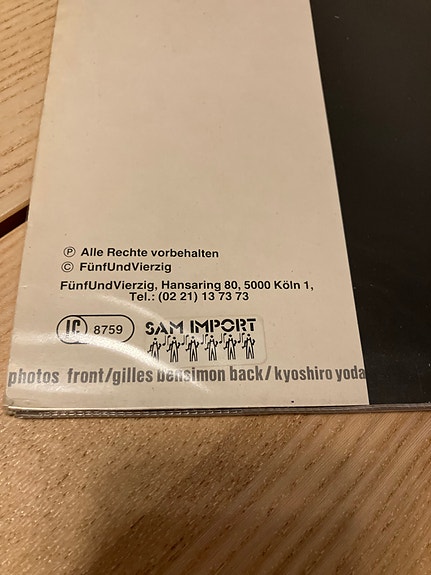 Ⓟ Alle Rechte vorbehalten
© FünfUndVierzig
FünfUndVierzig, Hansaring 80, 5000 Köln 1,
Tel.: (02 21) 13 73 73
LC 8759
SAM IMPORT
photos front/gilles bensimon back/kyoshiro yoda